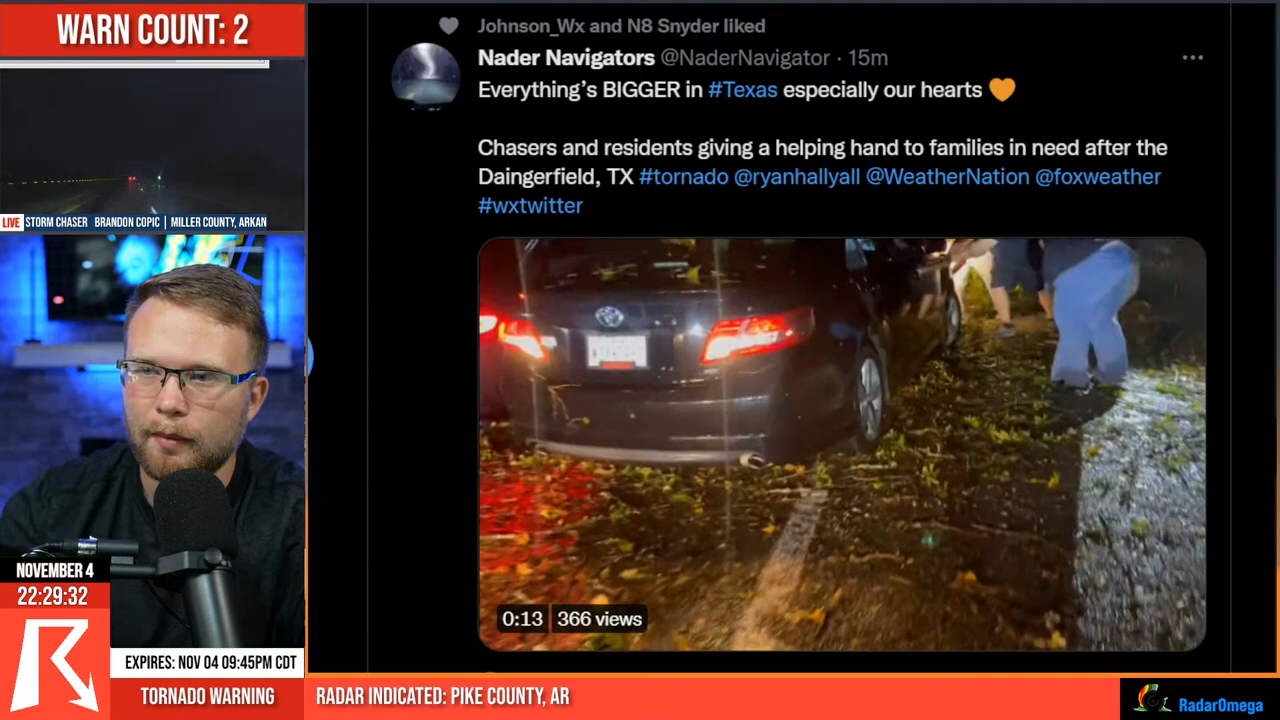 WARN COUNT: 2
LIVE STORM CHASER BRANDON COPIC | MILLER COUNTY, ARKAN
NOVEMBER 4
22:29:32
EXPIRES: NOV 04 09:45PM CDT
TORNADO WARNING
RADAR INDICATED: PIKE COUNTY, AR
RadarOmega
Johnson_Wx and N8 Snyder liked
Nader Navigators @NaderNavigator · 15m
Everything's BIGGER in #Texas especially our hearts 🧡
Chasers and residents giving a helping hand to families in need after the
Daingerfield, TX #tornado @ryanhallyall @WeatherNation @foxweather
#wxtwitter
0:13 366 views